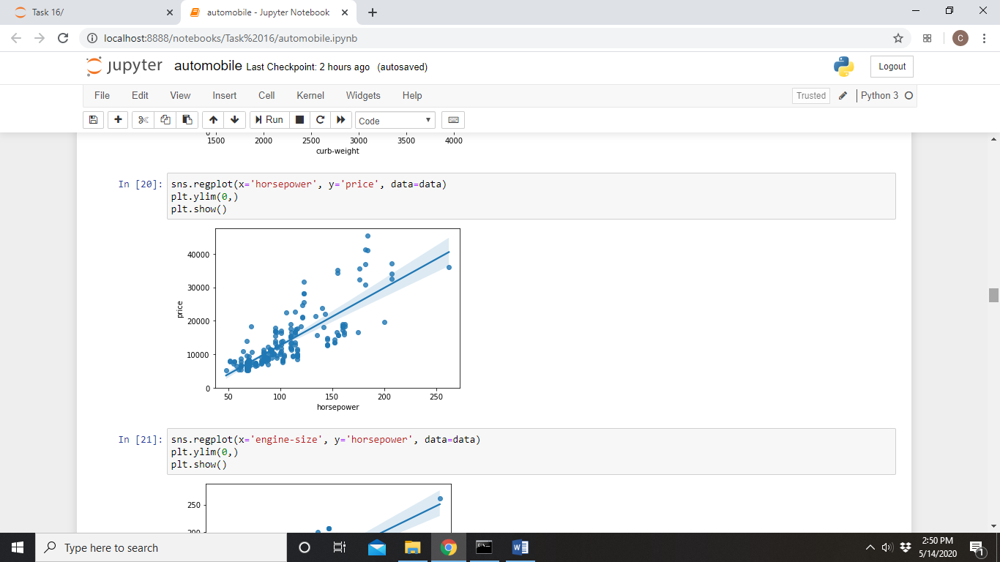 Task 16/
automobile - Jupyter Notebook
localhost:8888/notebooks/Task%2016/automobile.ipynb
C
jupyter automobile Last Checkpoint: 2 hours ago (autosaved)
Logout
File Edit View Insert Cell Kernel Widgets Help
Trusted Python 3
Run Code
0
1500 2000 2500 3000 3500 4000
curb-weight
In [20]: sns.regplot(x='horsepower', y='price', data=data)
plt.ylim(0,)
plt.show()
40000
30000
20000
10000
0
price
50 100 150 200 250
horsepower
In [21]: sns.regplot(x='engine-size', y='horsepower', data=data)
plt.ylim(0,)
plt.show()
250
200
Type here to search
2:50 PM
5/14/2020
1